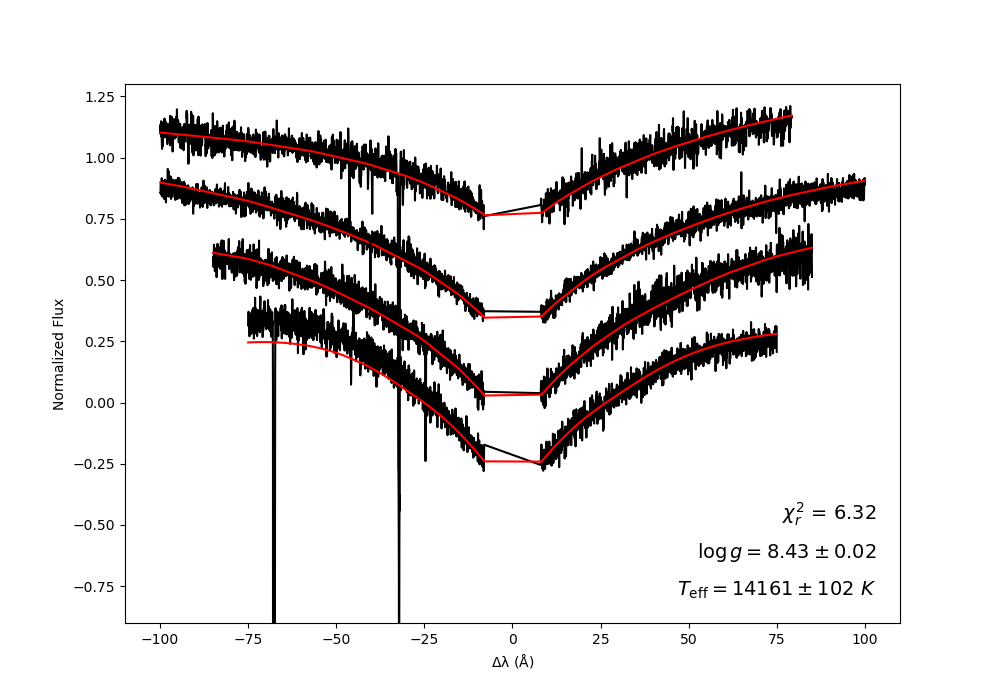 1.25
1.00
0.75
0.50
0.25
0.00
−0.25
−0.50
−0.75
Normalized Flux
χ²ᵣ = 6.32
log g = 8.43 ± 0.02
T_eff = 14161 ± 102 K
−100 −75 −50 −25 0 25 50 75 100
Δλ (Å)